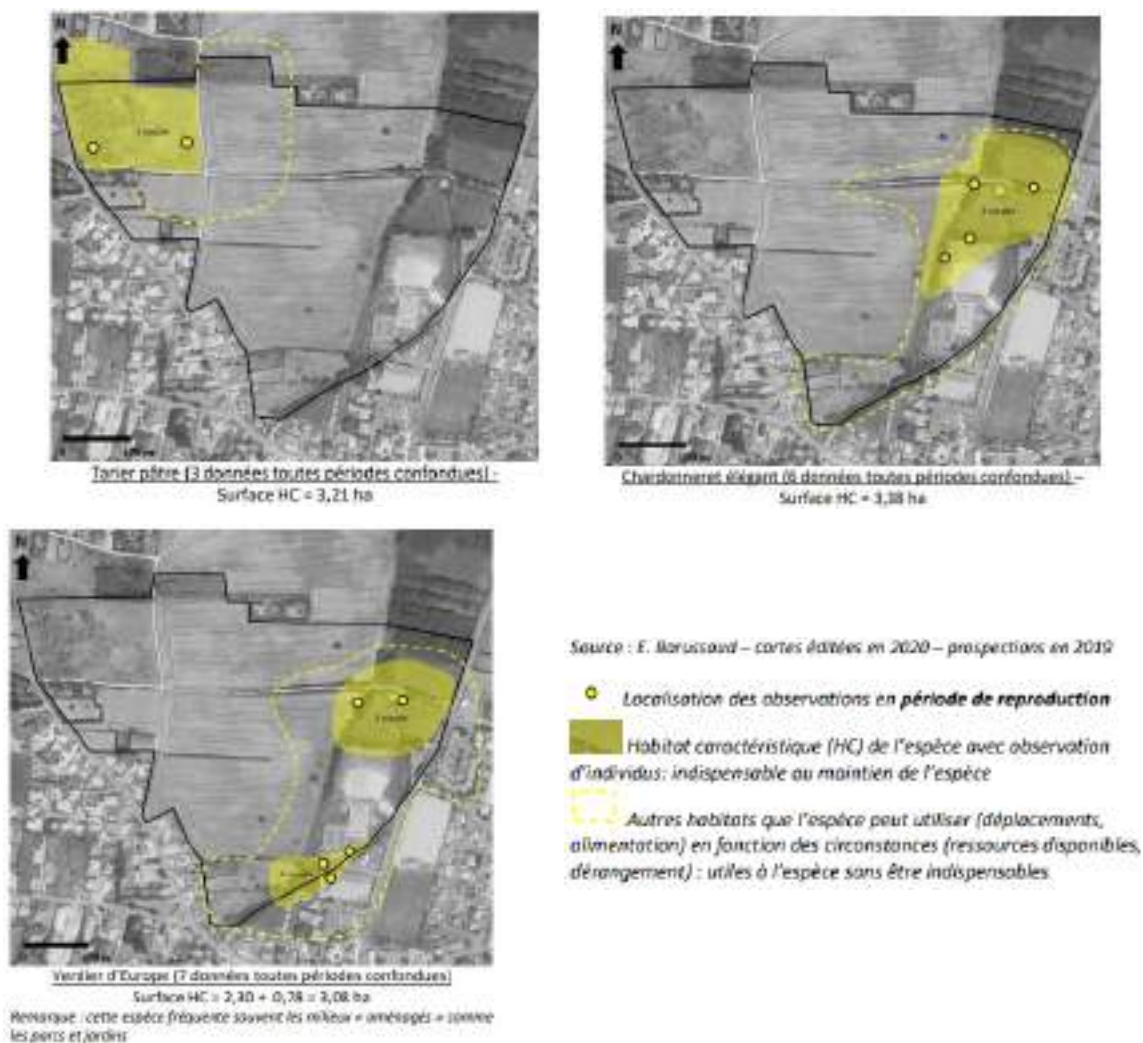 N
N
Tarier pâtre (3 données toutes périodes confondues) -
Surface HC = 3,21 ha
Chardonneret élégant (6 données toutes périodes confondues) –
Surface HC = 3,38 ha
N
Verdier d'Europe (7 données toutes périodes confondues)
Surface HC = 2,30 + 0,78 = 3,08 ha
Remarque : cette espèce fréquente souvent les milieux « aménagés » comme
les parcs et jardins
Source : E. Barussaud – cartes éditées en 2020 – prospections en 2019
Localisation des observations en période de reproduction
Habitat caractéristique (HC) de l'espèce avec observation
d'individus: indispensable au maintien de l'espèce
Autres habitats que l'espèce peut utiliser (déplacements,
alimentation) en fonction des circonstances (ressources disponibles,
dérangement) : utiles à l'espèce sans être indispensables